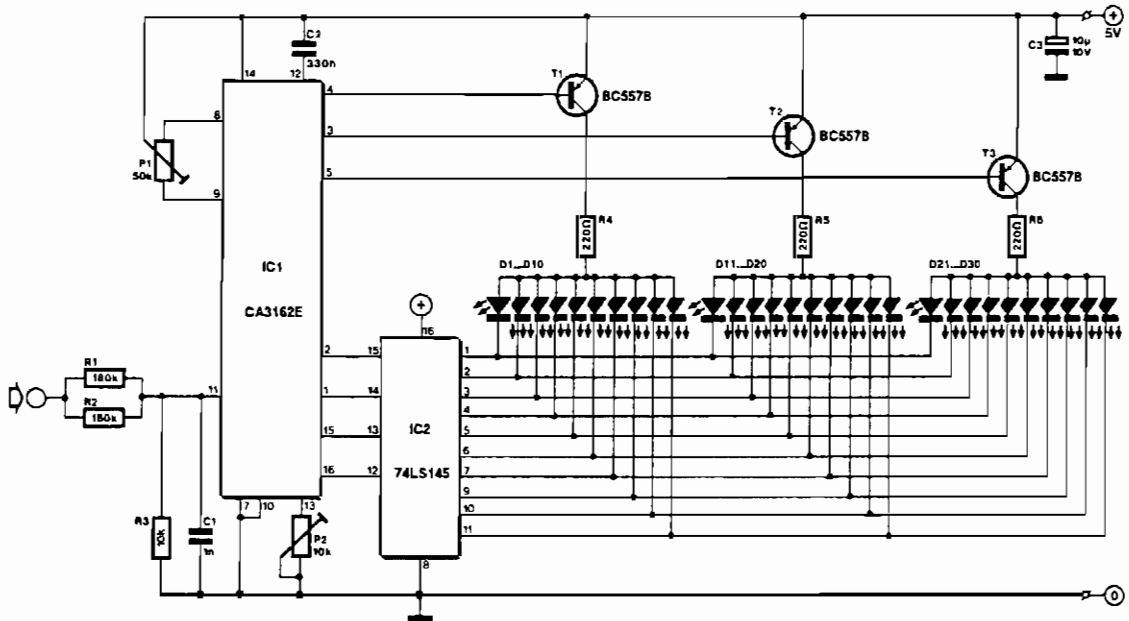 +
5V
C2
330n
C3
10µ
10V
14
12
T1
BC557B
4
8
T2
3
BC557B
P1
50k
T3
5
BC557B
9
R4
220Ω
R5
220Ω
R6
220Ω
IC1
CA3162E
D1...D10
D11...D20
D21...D30
+
16
2
15
1
2
R1
180k
11
1
14
3
R2
150k
4
IC2
15
13
5
6
74LS145
16
12
7
9
10
7
10
13
11
R3
10k
C1
1n
P2
10k
8
0